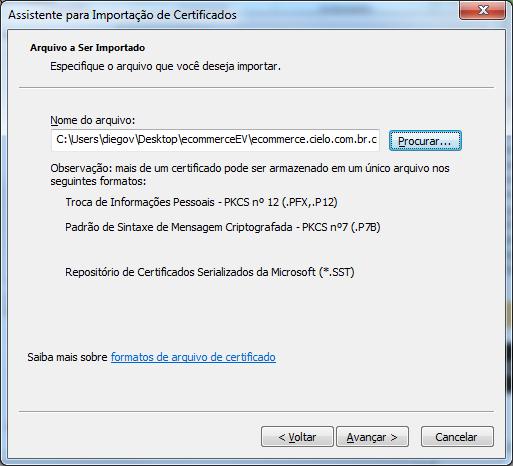 Assistente para Importação de Certificados
Arquivo a Ser Importado
Especifique o arquivo que você deseja importar.
Nome do arquivo:
C:\Users\diegov\Desktop\ecommerceEV\ecommerce.cielo.com.br.c
Procurar...
Observação: mais de um certificado pode ser armazenado em um único arquivo nos
seguintes formatos:
Troca de Informações Pessoais - PKCS nº 12 (.PFX,.P12)
Padrão de Sintaxe de Mensagem Criptografada - PKCS nº7 (.P7B)
Repositório de Certificados Serializados da Microsoft (*.SST)
Saiba mais sobre formatos de arquivo de certificado
< Voltar
Avançar >
Cancelar